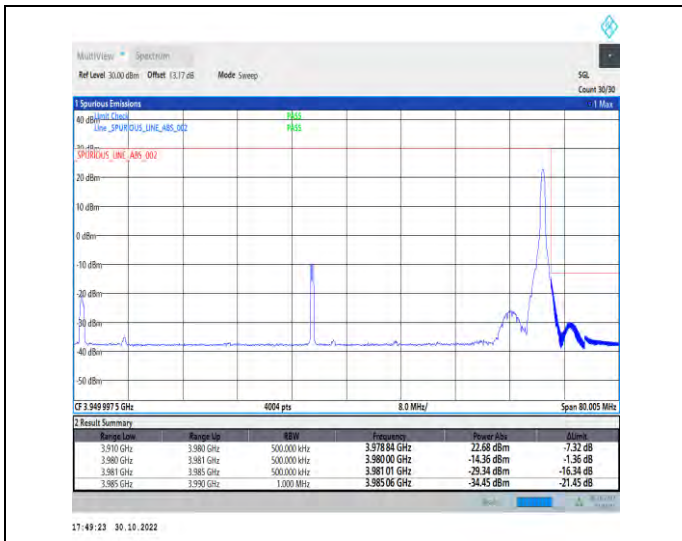 MultiView Spectrum
Ref Level 30.00 dBm Offset 13.17 dB Mode Sweep SGL
Count 30/30
1 Spurious Emissions 1 Max
40 dBm Limit Check PASS
Line _SPURIOUS_LINE_ABS_002 PASS
_SPURIOUS_LINE_ABS_002
20 dBm
10 dBm
0 dBm
-10 dBm
-20 dBm
-30 dBm
-40 dBm
-50 dBm
CF 3.949 997 5 GHz 4004 pts 8.0 MHz/ Span 80.005 MHz
2 Result Summary
Range Low Range Up RBW Frequency Power Abs ΔLimit
3.910 GHz 3.980 GHz 500.000 kHz 3.978 84 GHz 22.68 dBm -7.32 dB
3.980 GHz 3.981 GHz 500.000 kHz 3.980 00 GHz -14.36 dBm -1.36 dB
3.981 GHz 3.985 GHz 500.000 kHz 3.981 01 GHz -29.34 dBm -16.34 dB
3.985 GHz 3.990 GHz 1.000 MHz 3.985 06 GHz -34.45 dBm -21.45 dB
17:49:23 30.10.2022